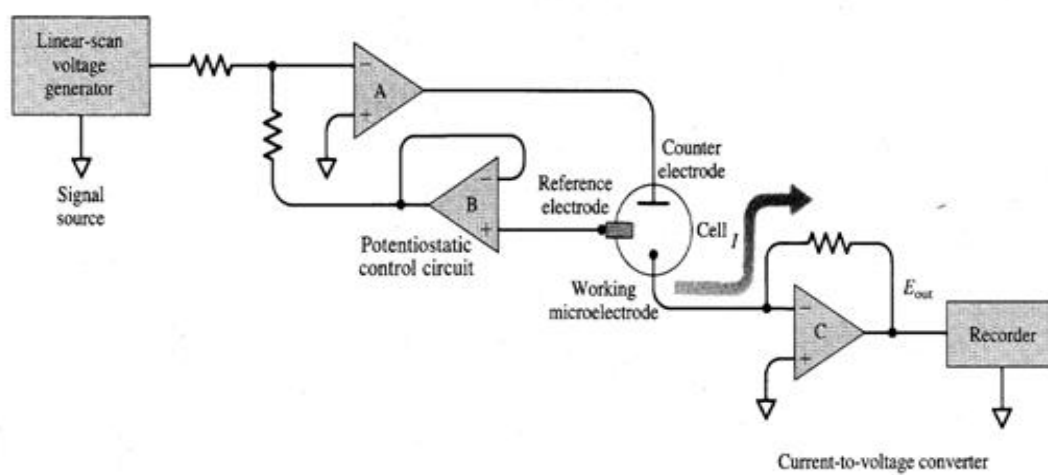 Linear-scan
voltage
generator
−
A
+
Counter
electrode
Signal
source
−
B
+
Reference
electrode
Cell
I
Potentiostatic
control circuit
Working
microelectrode
E out
−
C
+
Recorder
Current-to-voltage converter